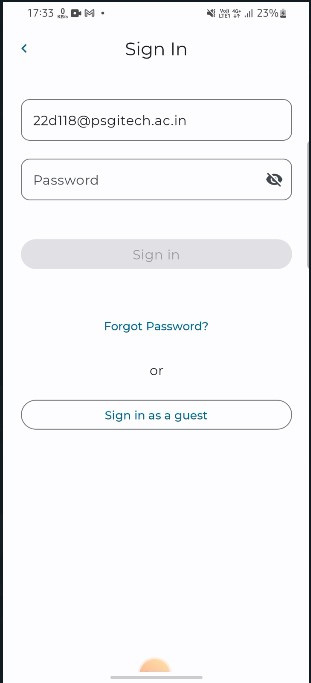 17:33
23%
Sign In
22d118@psgitech.ac.in
Password
Sign in
Forgot Password?
or
Sign in as a guest